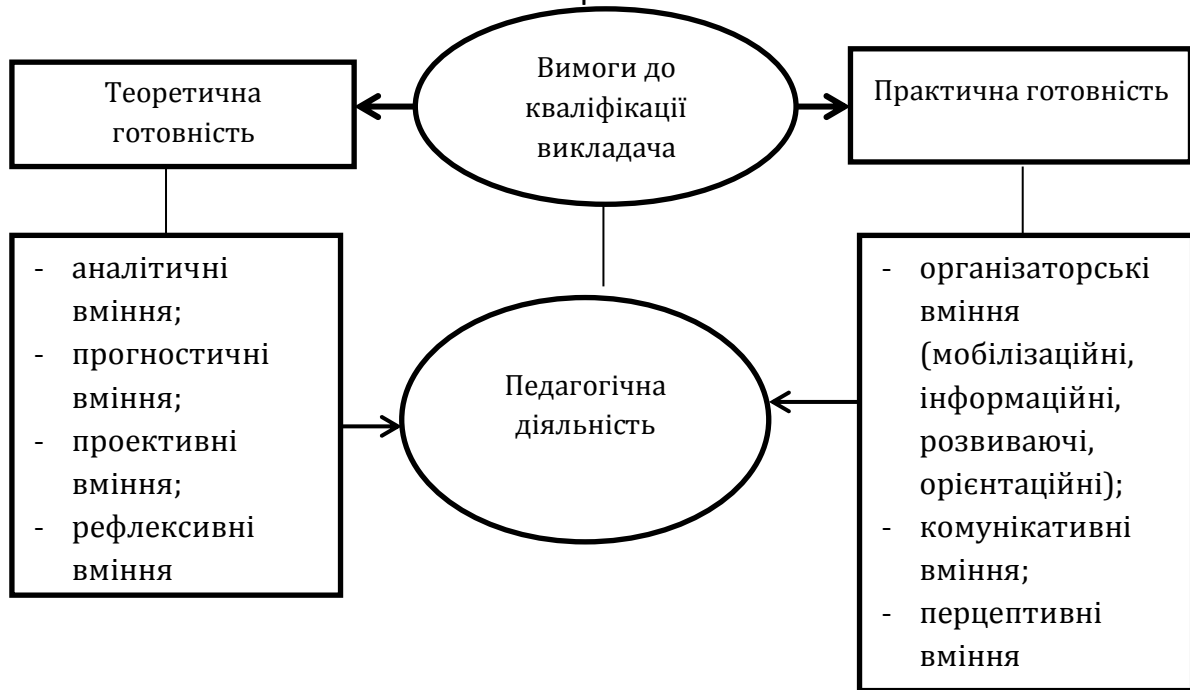 Вимоги до
кваліфікації
викладача
Теоретична
готовність
Практична готовність
- аналітичні
вміння;
- прогностичні
вміння;
- проективні
вміння;
- рефлексивні
вміння
Педагогічна
діяльність
- організаторські
вміння
(мобілізаційні,
інформаційні,
розвиваючі,
орієнтаційні);
- комунікативні
вміння;
- перцептивні
вміння